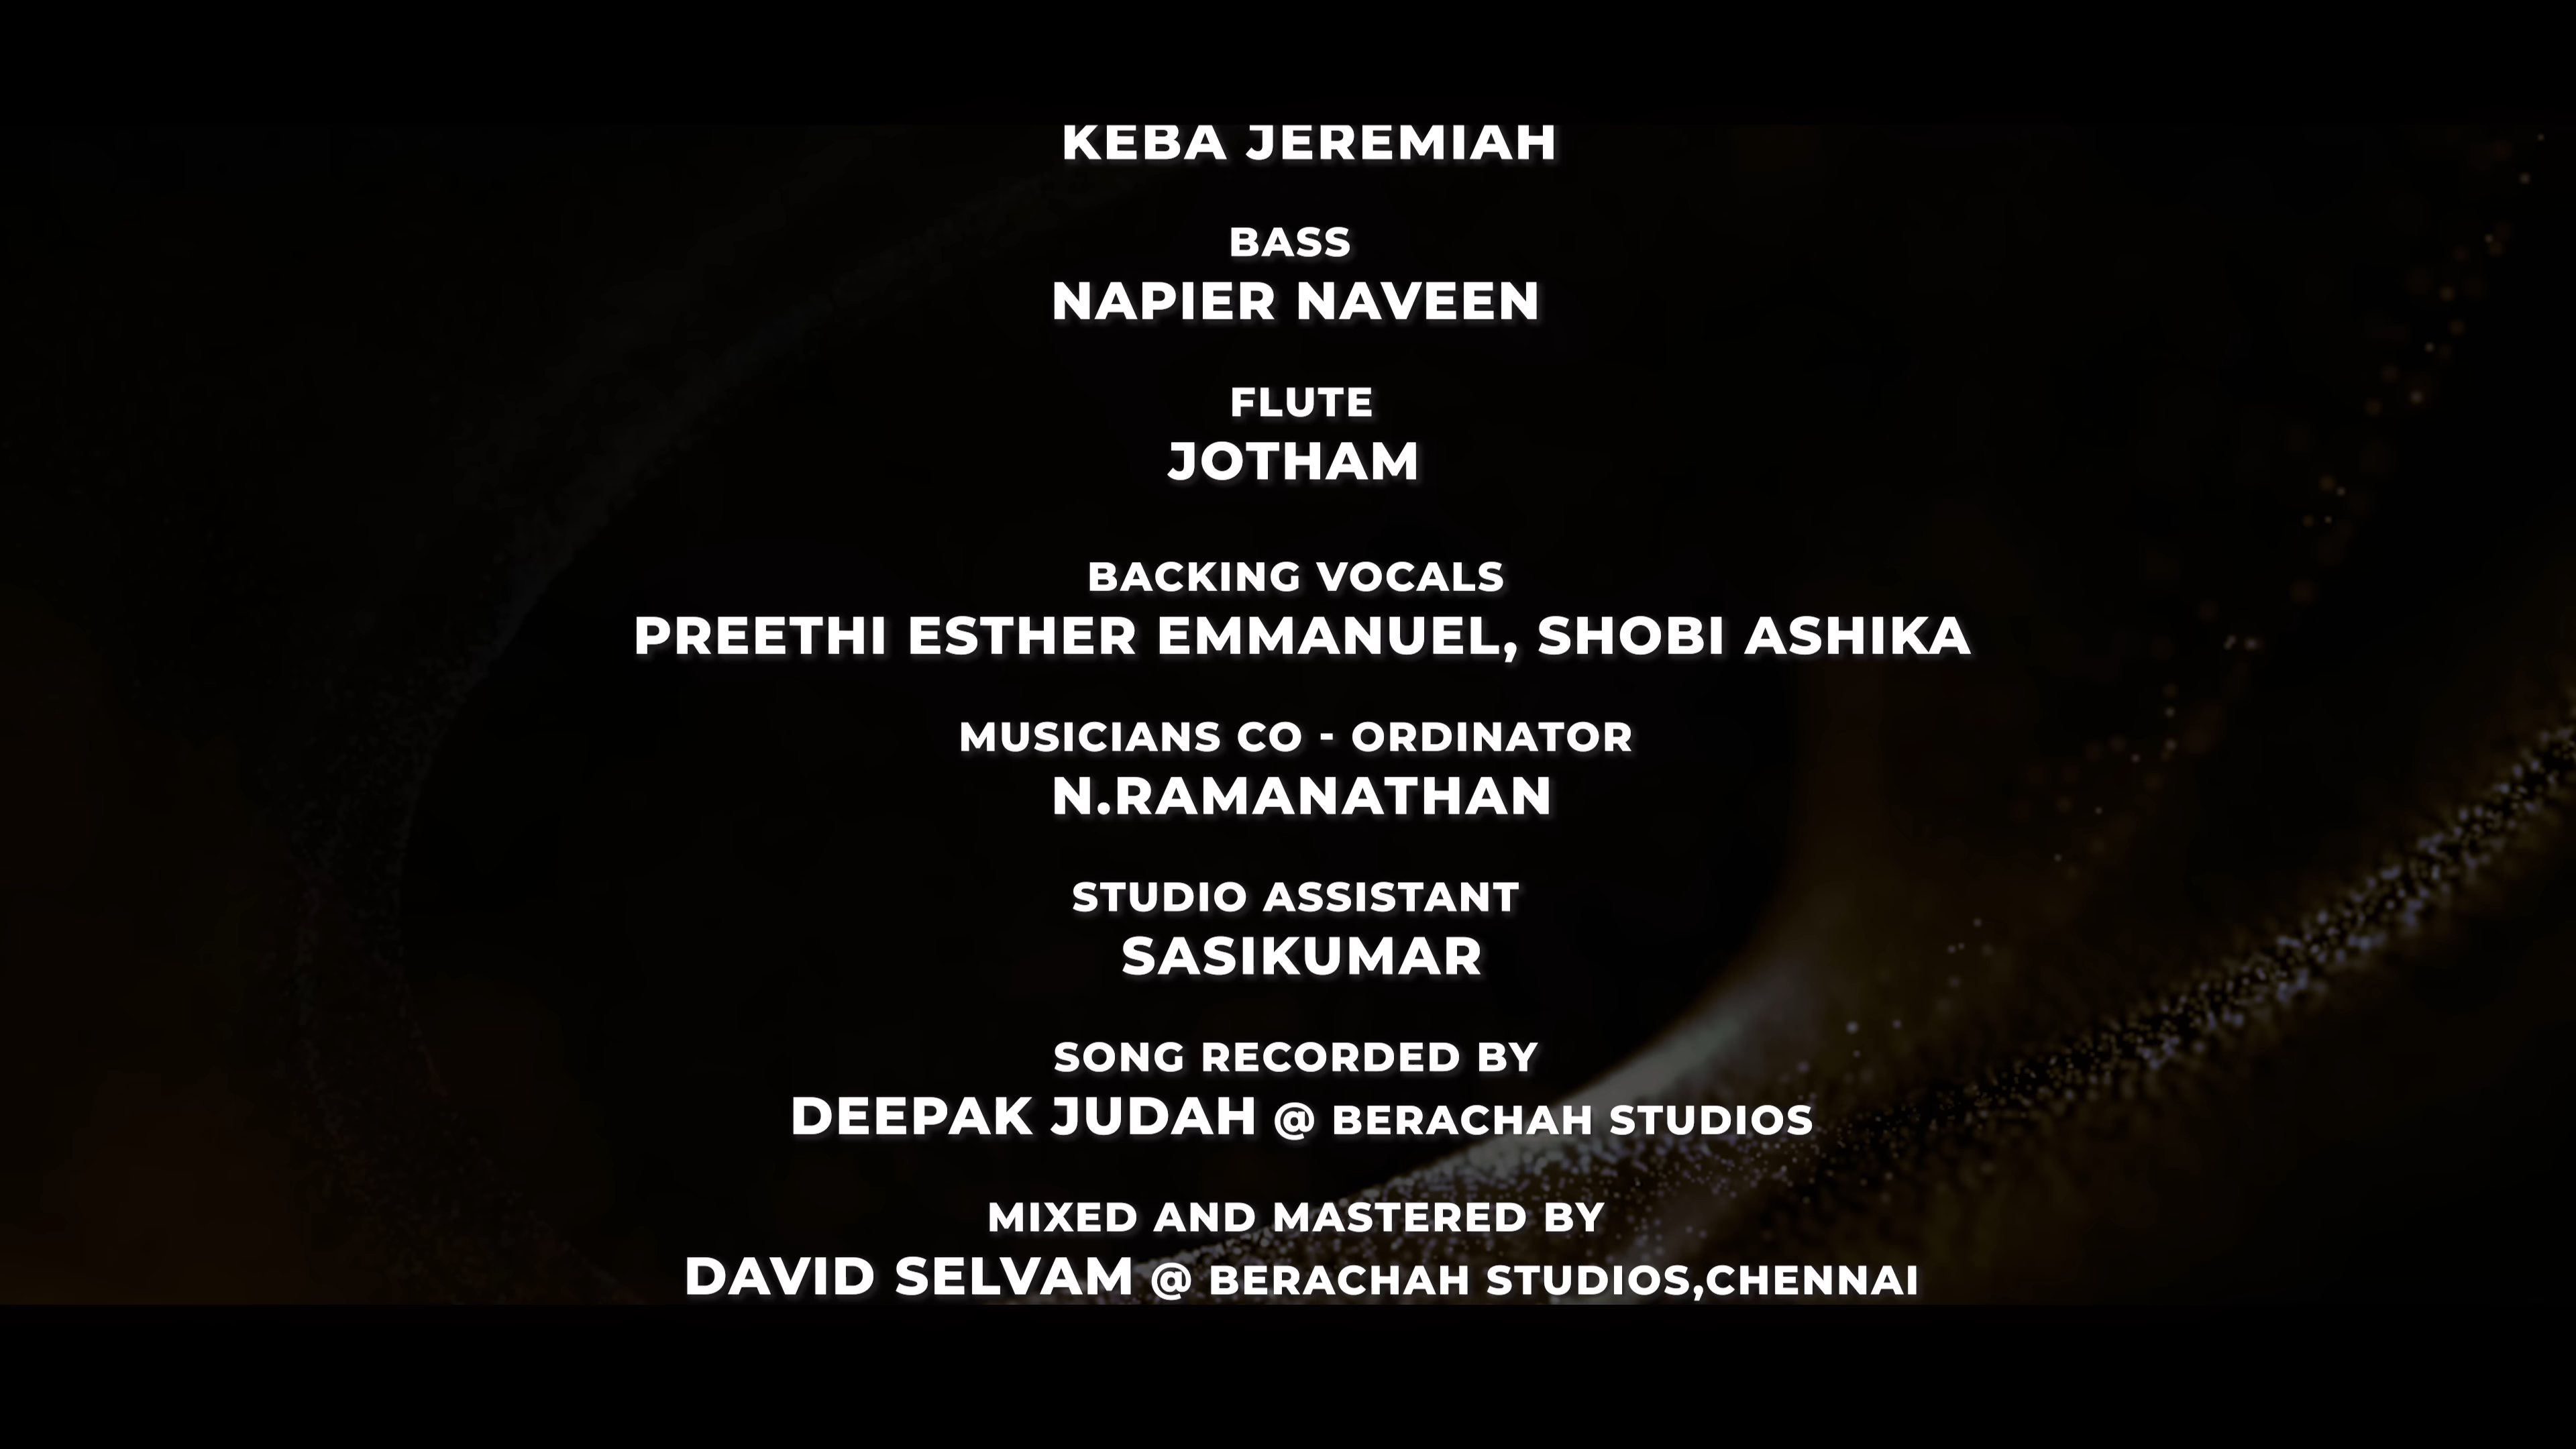 KEBA JEREMIAH
BASS
NAPIER NAVEEN
FLUTE
JOTHAM
BACKING VOCALS
PREETHI ESTHER EMMANUEL, SHOBI ASHIKA
MUSICIANS CO - ORDINATOR
N.RAMANATHAN
STUDIO ASSISTANT
SASIKUMAR
SONG RECORDED BY
DEEPAK JUDAH @ BERACHAH STUDIOS
MIXED AND MASTERED BY
DAVID SELVAM @ BERACHAH STUDIOS,CHENNAI